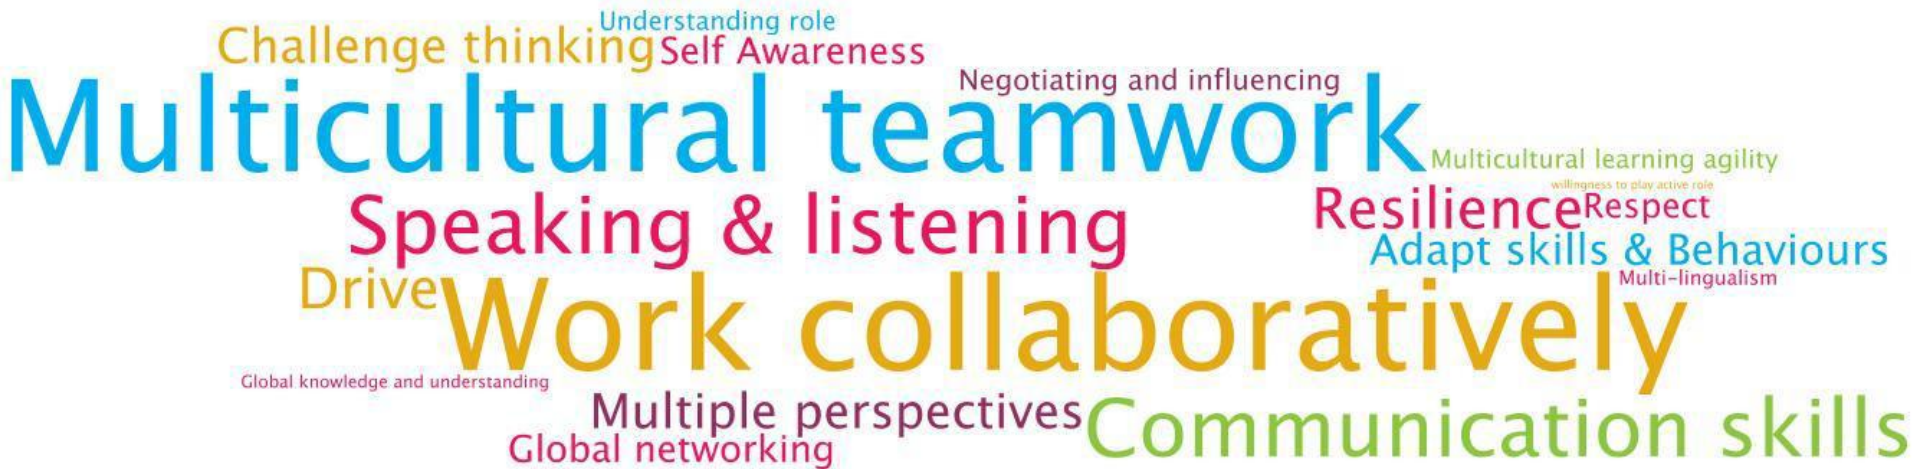 Understanding role
Challenge thinking
Self Awareness
Negotiating and influencing
Multicultural teamwork
Multicultural learning agility
willingness to play active role
Speaking & listening
Resilience
Respect
Adapt skills & Behaviours
Multi-lingualism
Drive
Work collaboratively
Global knowledge and understanding
Multiple perspectives
Communication skills
Global networking